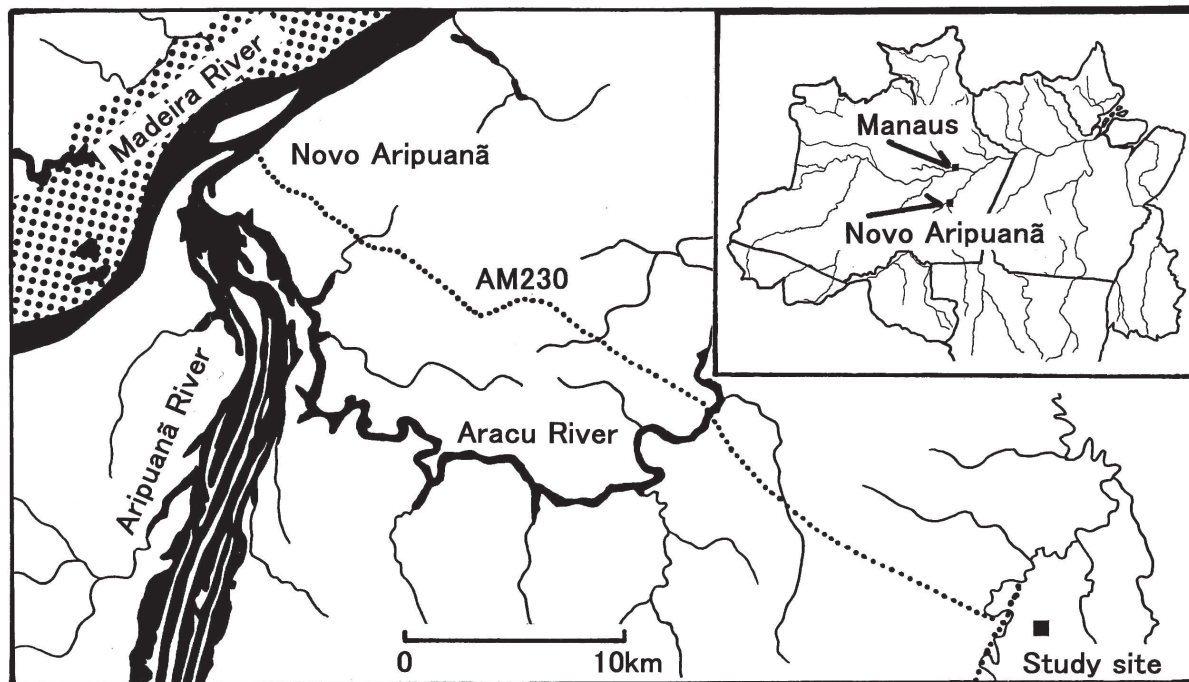 Madeira River
Novo Aripuanã
AM230
Aripuanã River
Aracu River
0 10km
Study site
Manaus
Novo Aripuanã